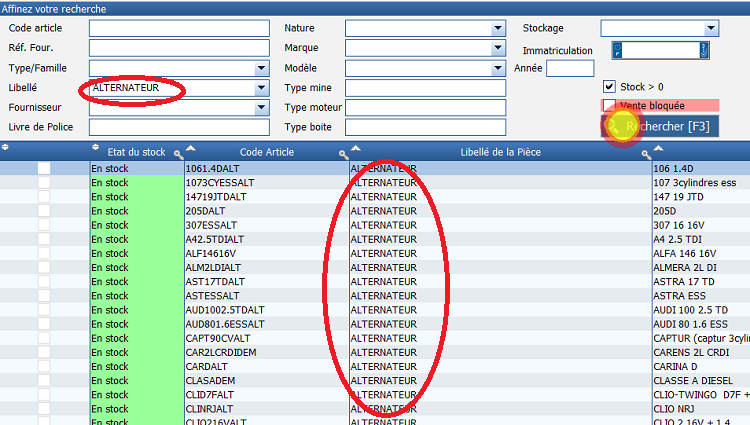 Affinez votre recherche
Code article Nature Stockage
Réf. Four. Marque Immatriculation F
Type/Famille Modèle Année
Libellé ALTERNATEUR Type mine Stock > 0
Fournisseur Type moteur Vente bloquée
Livre de Police Type boite Rechercher [F3]
Etat du stock Code Article Libellé de la Pièce
En stock 1061.4DALT ALTERNATEUR 106 1.4D
En stock 1073CYESSALT ALTERNATEUR 107 3cylindres ess
En stock 14719JTDALT ALTERNATEUR 147 19 JTD
En stock 205DALT ALTERNATEUR 205D
En stock 307ESSALT ALTERNATEUR 307 16 16V
En stock A42.5TDIALT ALTERNATEUR A4 2.5 TDI
En stock ALF14616V ALTERNATEUR ALFA 146 16V
En stock ALM2LDIALT ALTERNATEUR ALMERA 2L DI
En stock AST17TDALT ALTERNATEUR ASTRA 17 TD
En stock ASTESSALT ALTERNATEUR ASTRA ESS
En stock AUD1002.5TDALT ALTERNATEUR AUDI 100 2.5 TD
En stock AUD801.6ESSALT ALTERNATEUR AUDI 80 1.6 ESS
En stock CAPT90CVALT ALTERNATEUR CAPTUR (captur 3cylin
En stock CAR2LCRDIDEM ALTERNATEUR CARENS 2L CRDI
En stock CARDALT ALTERNATEUR CARINA D
En stock CLASADEM ALTERNATEUR CLASSE A DIESEL
En stock CLID7FALT ALTERNATEUR CLIO-TWINGO D7F +
En stock CLINRJALT ALTERNATEUR CLIO NRJ
En stock CLIO216VALT ALTERNATEUR CLIO 2 16V + 1.4